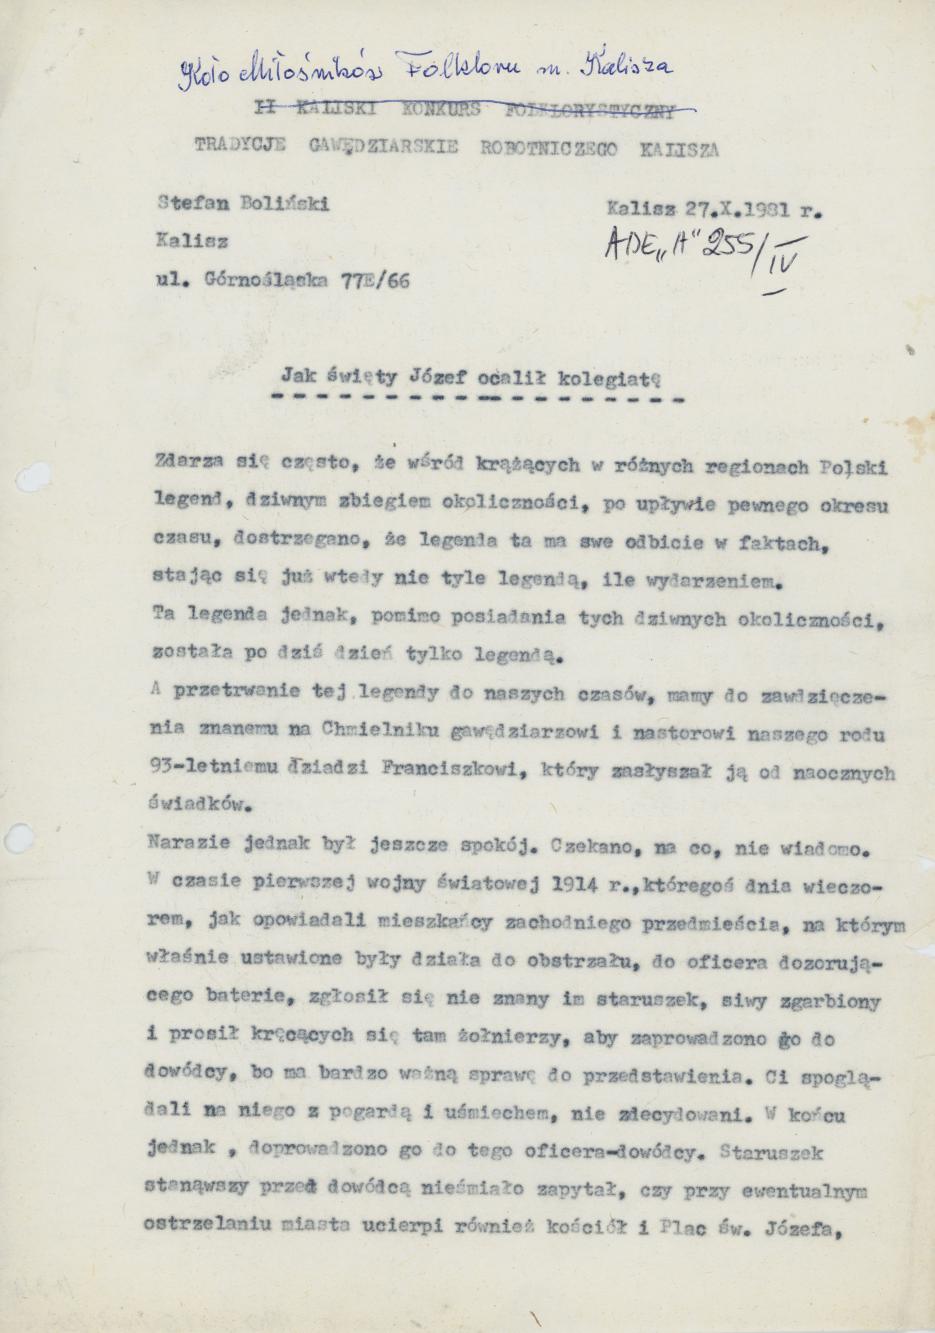 Koło Miłośników Folkloru m. Kalisza
II KALISKI KONKURS FOLKLORYSTYCZNY
TRADYCJE GAWĘDZIARSKIE ROBOTNICZEGO KALISZA
Stefan Boliński
Kalisz 27.X.1981 r.
Kalisz
ADE „A" 255/IV
ul. Górnośląska 77E/66
Jak święty Józef ocalił kolegiatę
Zdarza się często, że wśród krążących w różnych regionach Polski
legend, dziwnym zbiegiem okoliczności, po upływie pewnego okresu
czasu, dostrzegano, że legenda ta ma swe odbicie w faktach,
stając się już wtedy nie tyle legendą, ile wydarzeniem.
Ta legenda jednak, pomimo posiadania tych dziwnych okoliczności,
została po dziś dzień tylko legendą.
A przetrwanie tej legendy do naszych czasów, mamy do zawdzięcze-
nia znanemu na Chmielniku gawędziarzowi i nastorowi naszego rodu
93-letniemu dziadzi Franciszkowi, który zasłyszał ją od naocznych
świadków.
Narazie jednak był jeszcze spokój. Czekano, na co, nie wiadomo.
W czasie pierwszej wojny światowej 1914 r.,któregoś dnia wieczo-
rem, jak opowiadali mieszkańcy zachodniego przedmieścia, na którym
właśnie ustawione były działa do obstrzału, do oficera dozorują-
cego baterie, zgłosił się nie znany im staruszek, siwy zgarbiony
i prosił kręcących się tam żołnierzy, aby zaprowadzono go do
dowódcy, bo ma bardzo ważną sprawę do przedstawienia. Ci spoglą-
dali na niego z pogardą i uśmiechem, nie zdecydowani. W końcu
jednak , doprowadzono go do tego oficera-dowódcy. Staruszek
stanąwszy przed dowódcą nieśmiało zapytał, czy przy ewentualnym
ostrzelaniu miasta ucierpi również kościół i Plac św. Józefa,